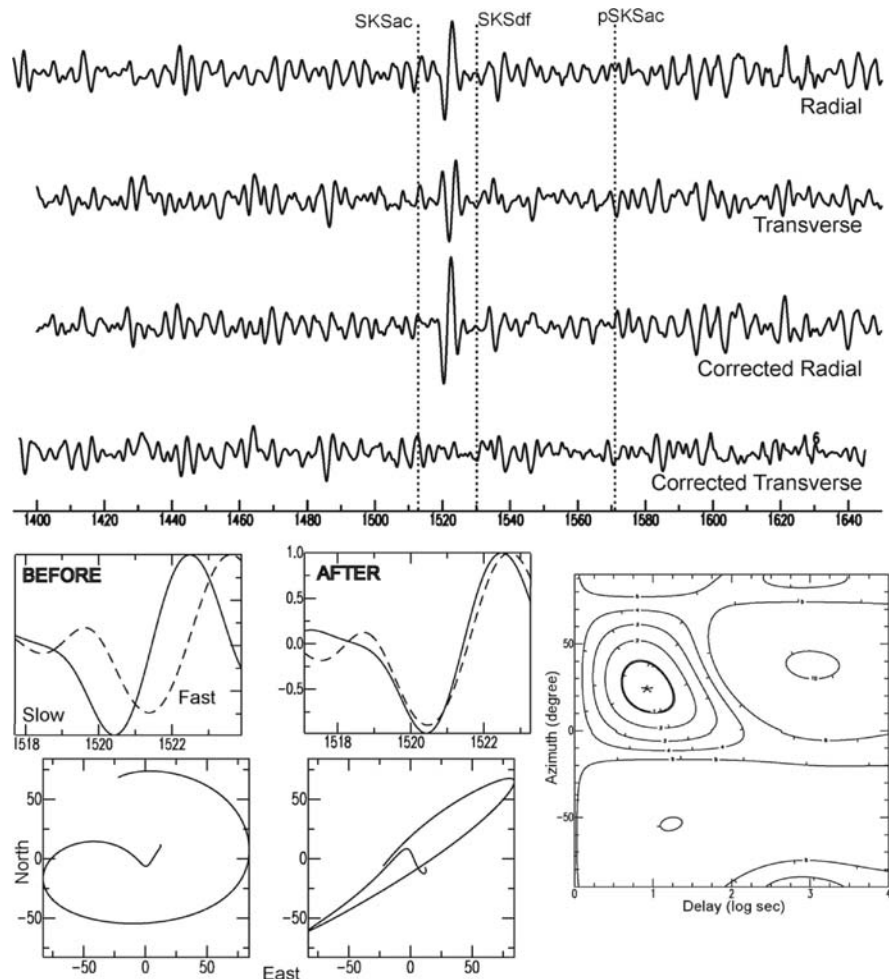 SKSac SKSdf pSKSac
Radial
Transverse
Corrected Radial
6
Corrected Transverse
1400 1420 1440 1460 1480 1500 1520 1540 1560 1580 1600 1620 1640
BEFORE
Slow
Fast
1518 1520 1522
AFTER
1.0
0.5
0.0
−0.5
1518 1520 1522
50
0
−50
North
−50 0 50
East
50
0
−50
−50 0 50
50
0
−50
Azimuth (degree)
0 1 2 3 4
Delay (log sec)